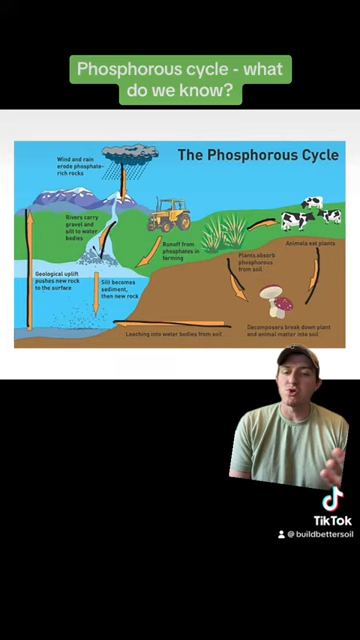 Phosphorous cycle - what
do we know?
The Phosphorous Cycle
Wind and rain
erode phosphate-
rich rocks
Rivers carry
gravel and
silt to water
bodies
Runoff from
phosphates in
farming
Plants absorb
phosphorous
from soil
Animals eat plants
Geological uplift
pushes new rock
to the surface
Silt becomes
sediment,
then new rock
Leaching into water bodies from soil
Decomposers break down plant
and animal matter into soil
TikTok
@buildbettersoil